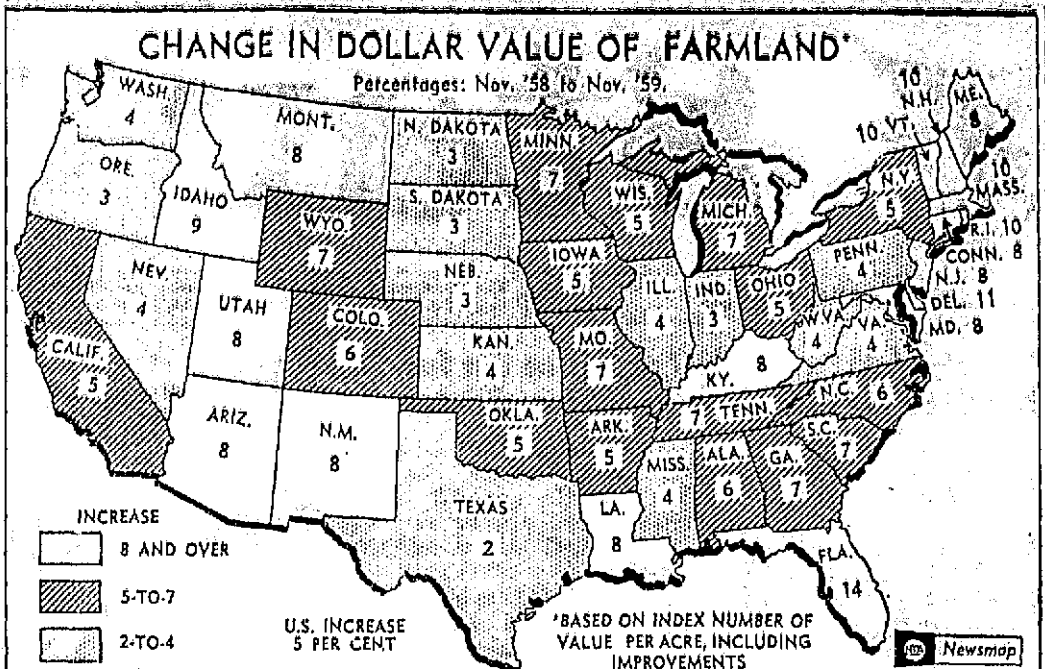 CHANGE IN DOLLAR VALUE OF FARMLAND*
Percentages: Nov. '58 to Nov. '59.
WASH.
4
ORE.
3
IDAHO
9
MONT.
8
N. DAKOTA
3
S. DAKOTA
3
MINN.
7
WIS.
5
MICH.
7
WYO.
7
NEV.
4
UTAH
8
COLO.
6
NEB.
3
KAN.
4
IOWA
5
ILL.
4
IND.
3
OHIO
5
MO.
7
CALIF.
5
ARIZ.
8
N.M.
8
OKLA.
5
TEXAS
2
ARK.
5
LA.
8
MISS.
4
ALA.
6
GA.
7
FLA.
14
7 TENN.
KY.
8
N.C. 6
S.C.
7
W.VA.
4
VA.
4
PENN.
4
N.Y.
5
10 VT.
10
N.H.
ME.
8
10
MASS.
R.I. 10
CONN. 8
N.J. 8
DEL. 11
MD. 8
INCREASE
8 AND OVER
5-TO-7
2-TO-4
U.S. INCREASE
5 PER CENT
*BASED ON INDEX NUMBER OF
VALUE PER ACRE, INCLUDING
IMPROVEMENTS
NEA
Newsmap